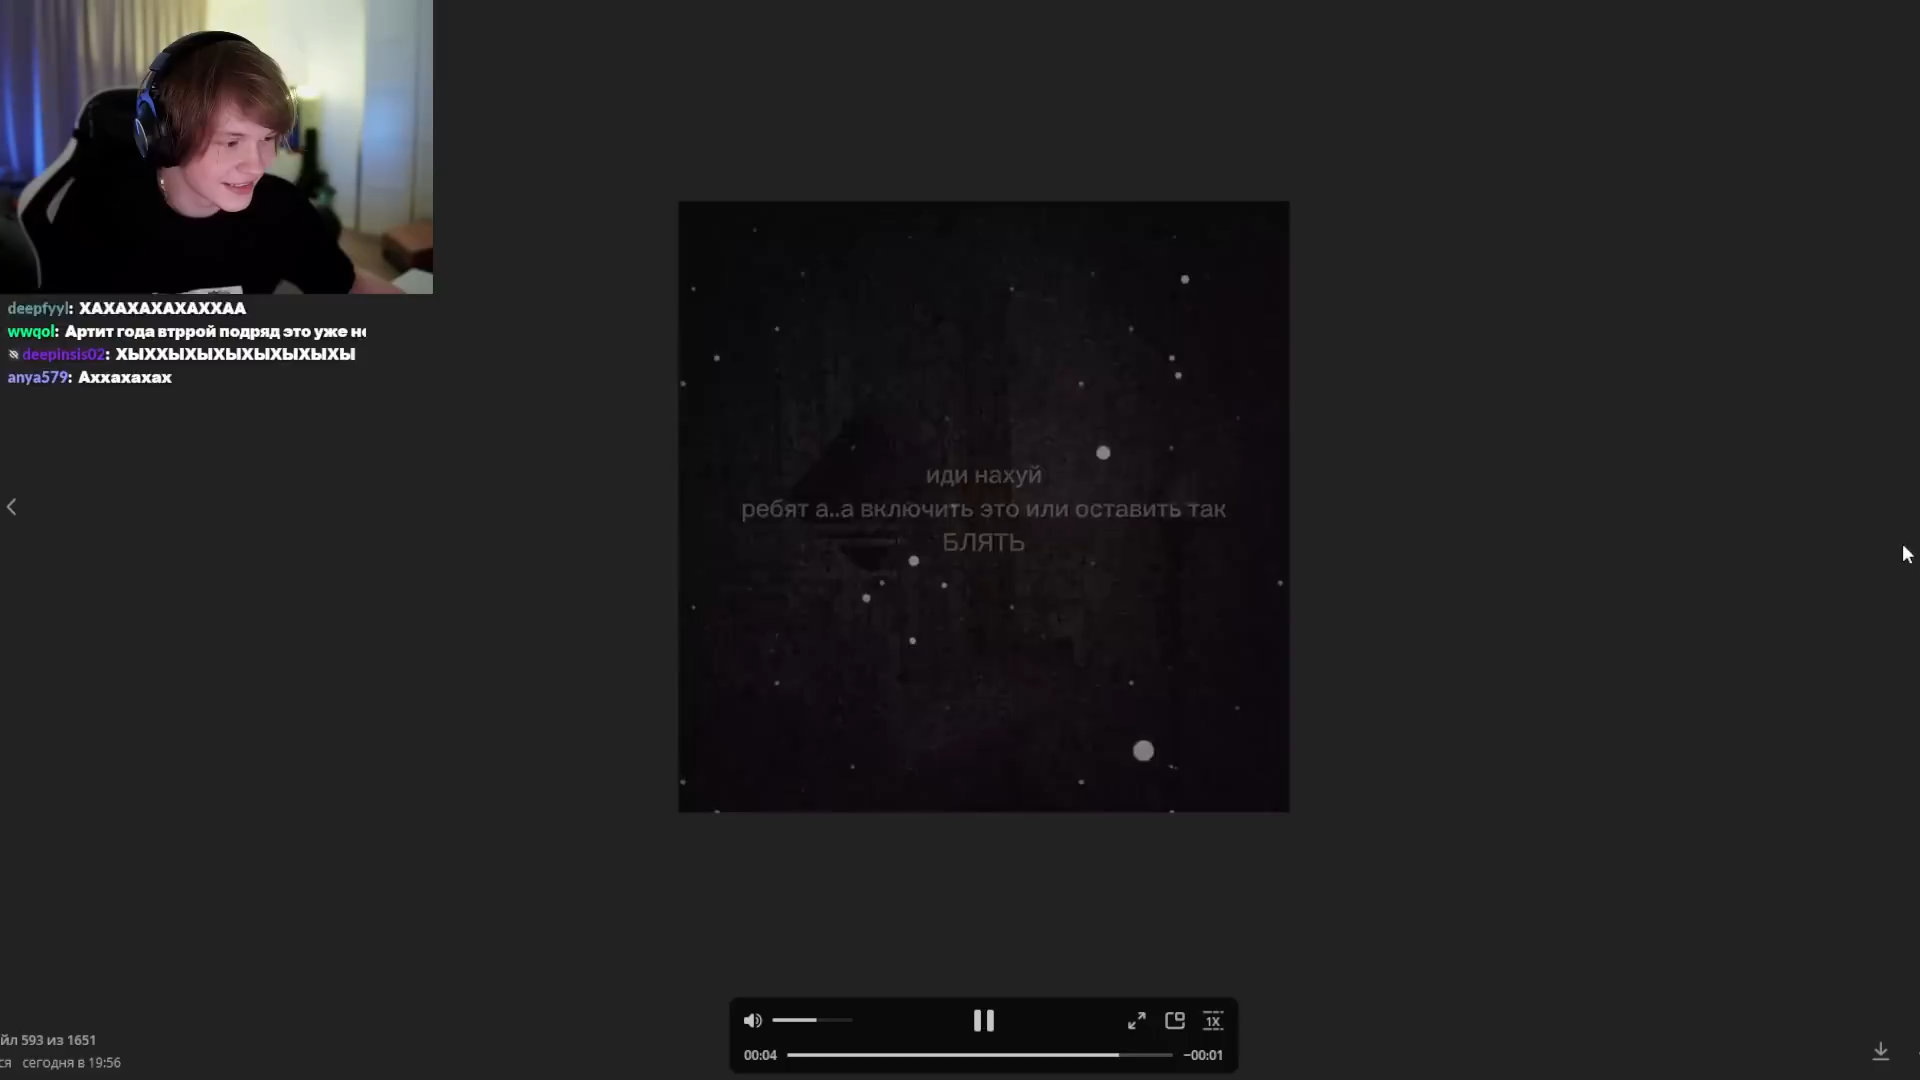 deepfyyl: ХАХАХАХАХАХХАА
wwqol: Артит года втррой подряд это уже
deepinsis02: ХЫХХЫХЫХЫХЫХЫХЫХЫ
anya579: Аххахахах
иди нахуй
ребят а..а включить это или оставить так
БЛЯТЬ
1X
00:04
−00:01
йл 593 из 1651
ся сегодня в 19:56